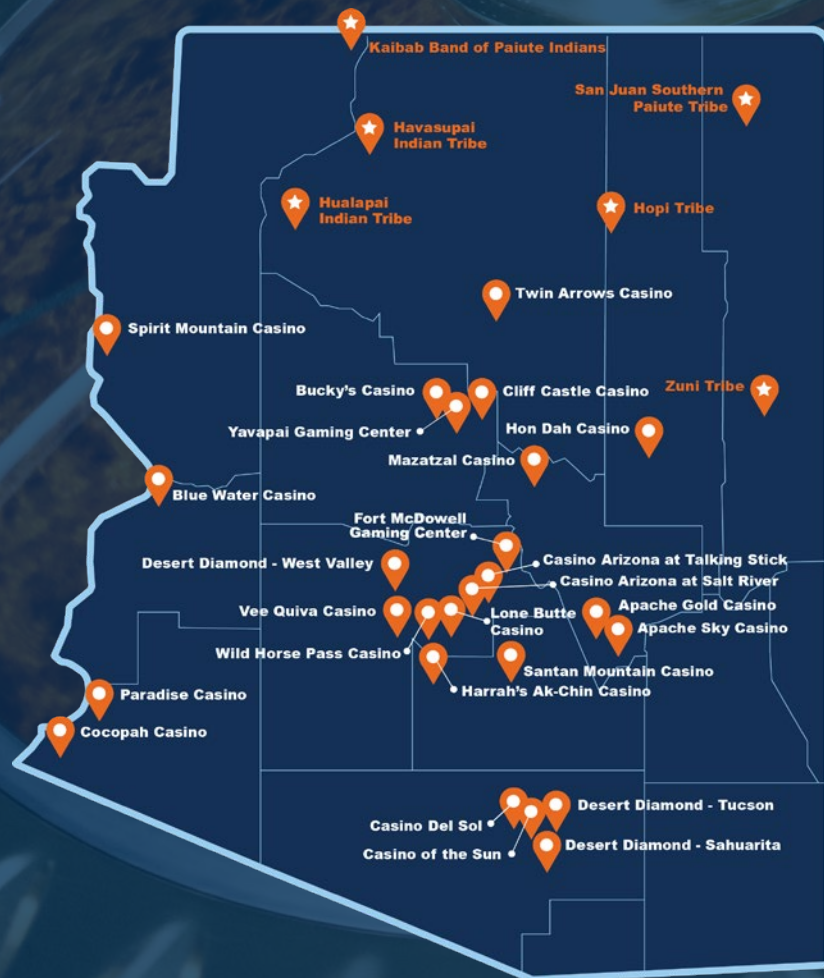 Kaibab Band of Paiute Indians
San Juan Southern
Paiute Tribe
Havasupai
Indian Tribe
Hualapai
Indian Tribe
Hopi Tribe
Twin Arrows Casino
Spirit Mountain Casino
Bucky's Casino
Cliff Castle Casino
Zuni Tribe
Yavapai Gaming Center
Hon Dah Casino
Mazatzal Casino
Blue Water Casino
Fort McDowell
Gaming Center
Desert Diamond - West Valley
Casino Arizona at Talking Stick
Casino Arizona at Salt River
Vee Quiva Casino
Lone Butte
Casino
Apache Gold Casino
Apache Sky Casino
Wild Horse Pass Casino
Santan Mountain Casino
Harrah's Ak-Chin Casino
Paradise Casino
Cocopah Casino
Desert Diamond - Tucson
Casino Del Sol
Desert Diamond - Sahuarita
Casino of the Sun